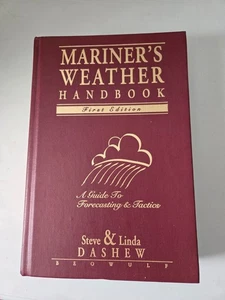 MARINER'S
WEATHER
HANDBOOK
First Edition
A Guide To
Forecasting & Tactics
Steve & Linda
DASHEW
BEOWULF